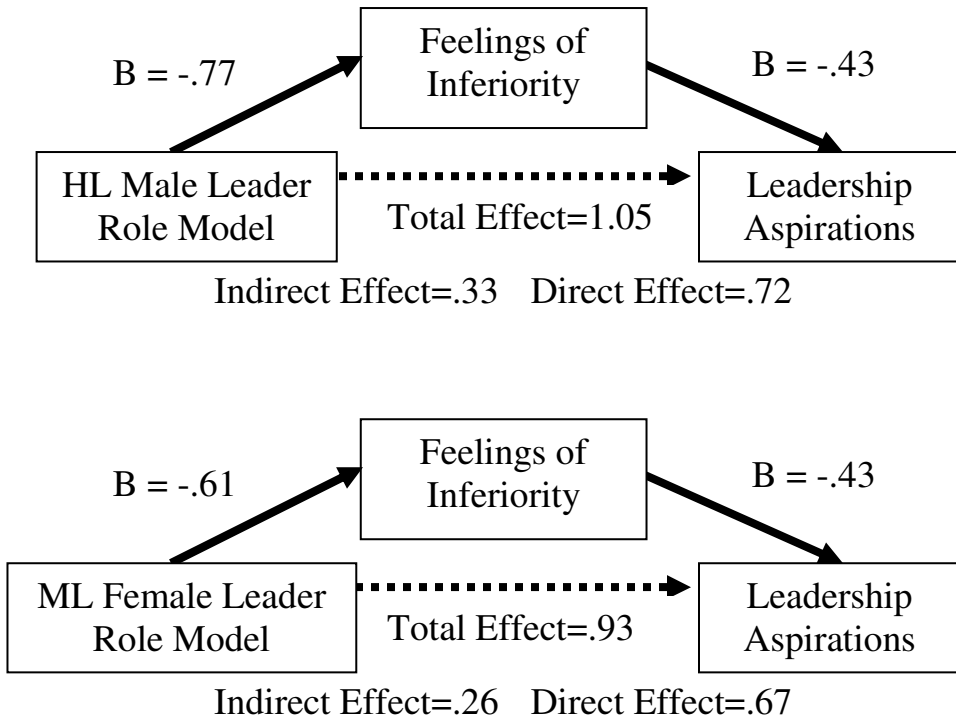 Feelings of
Inferiority
B = -.77
B = -.43
HL Male Leader
Role Model
Total Effect=1.05
Leadership
Aspirations
Indirect Effect=.33 Direct Effect=.72
Feelings of
Inferiority
B = -.61
B = -.43
ML Female Leader
Role Model
Total Effect=.93
Leadership
Aspirations
Indirect Effect=.26 Direct Effect=.67